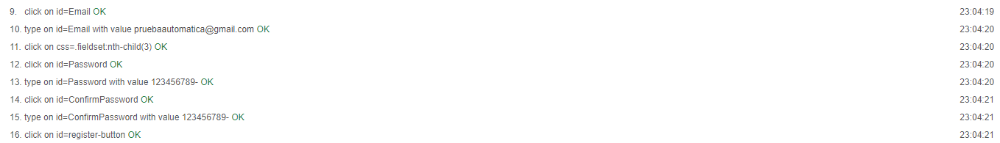 9. click on id=Email OK 23:04:19
10. type on id=Email with value pruebaautomatica@gmail.com OK 23:04:20
11. click on css=.fieldset:nth-child(3) OK 23:04:20
12. click on id=Password OK 23:04:20
13. type on id=Password with value 123456789- OK 23:04:20
14. click on id=ConfirmPassword OK 23:04:21
15. type on id=ConfirmPassword with value 123456789- OK 23:04:21
16. click on id=register-button OK 23:04:21